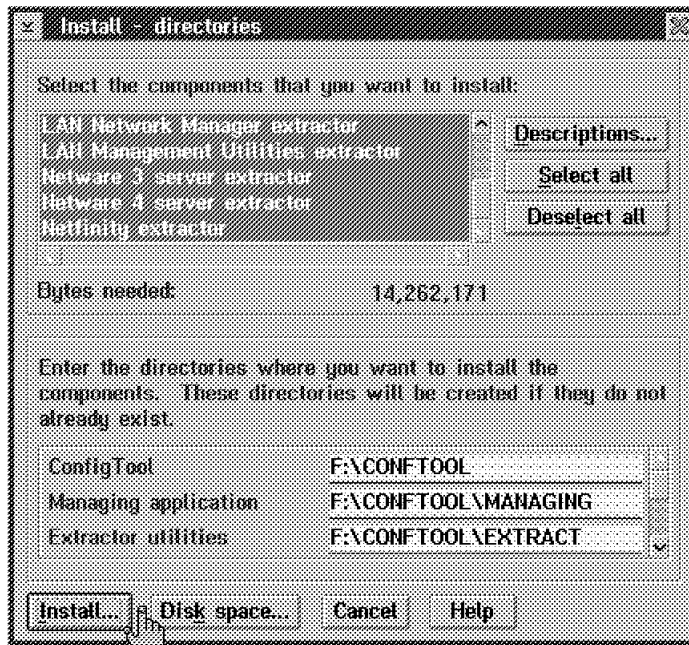 Install - directories
Select the components that you want to install:
LAN Network Manager extractor
LAN Management Utilities extractor
Netware 3 server extractor
Netware 4 server extractor
Netfinity extractor
Descriptions...
Select all
Deselect all
Bytes needed: 14,262,171
Enter the directories where you want to install the
components. These directories will be created if they do not
already exist.
ConfigTool F:\CONFTOOL
Managing application F:\CONFTOOL\MANAGING
Extractor utilities F:\CONFTOOL\EXTRACT
Install... Disk space... Cancel Help